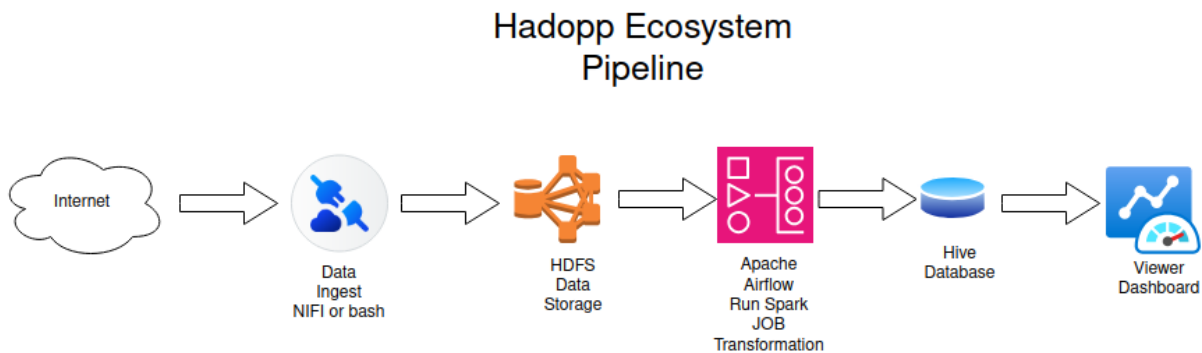 Hadopp Ecosystem
Pipeline
Internet
Data
Ingest
NIFI or bash
HDFS
Data
Storage
Apache
Airflow
Run Spark
JOB
Transformation
Hive
Database
Viewer
Dashboard